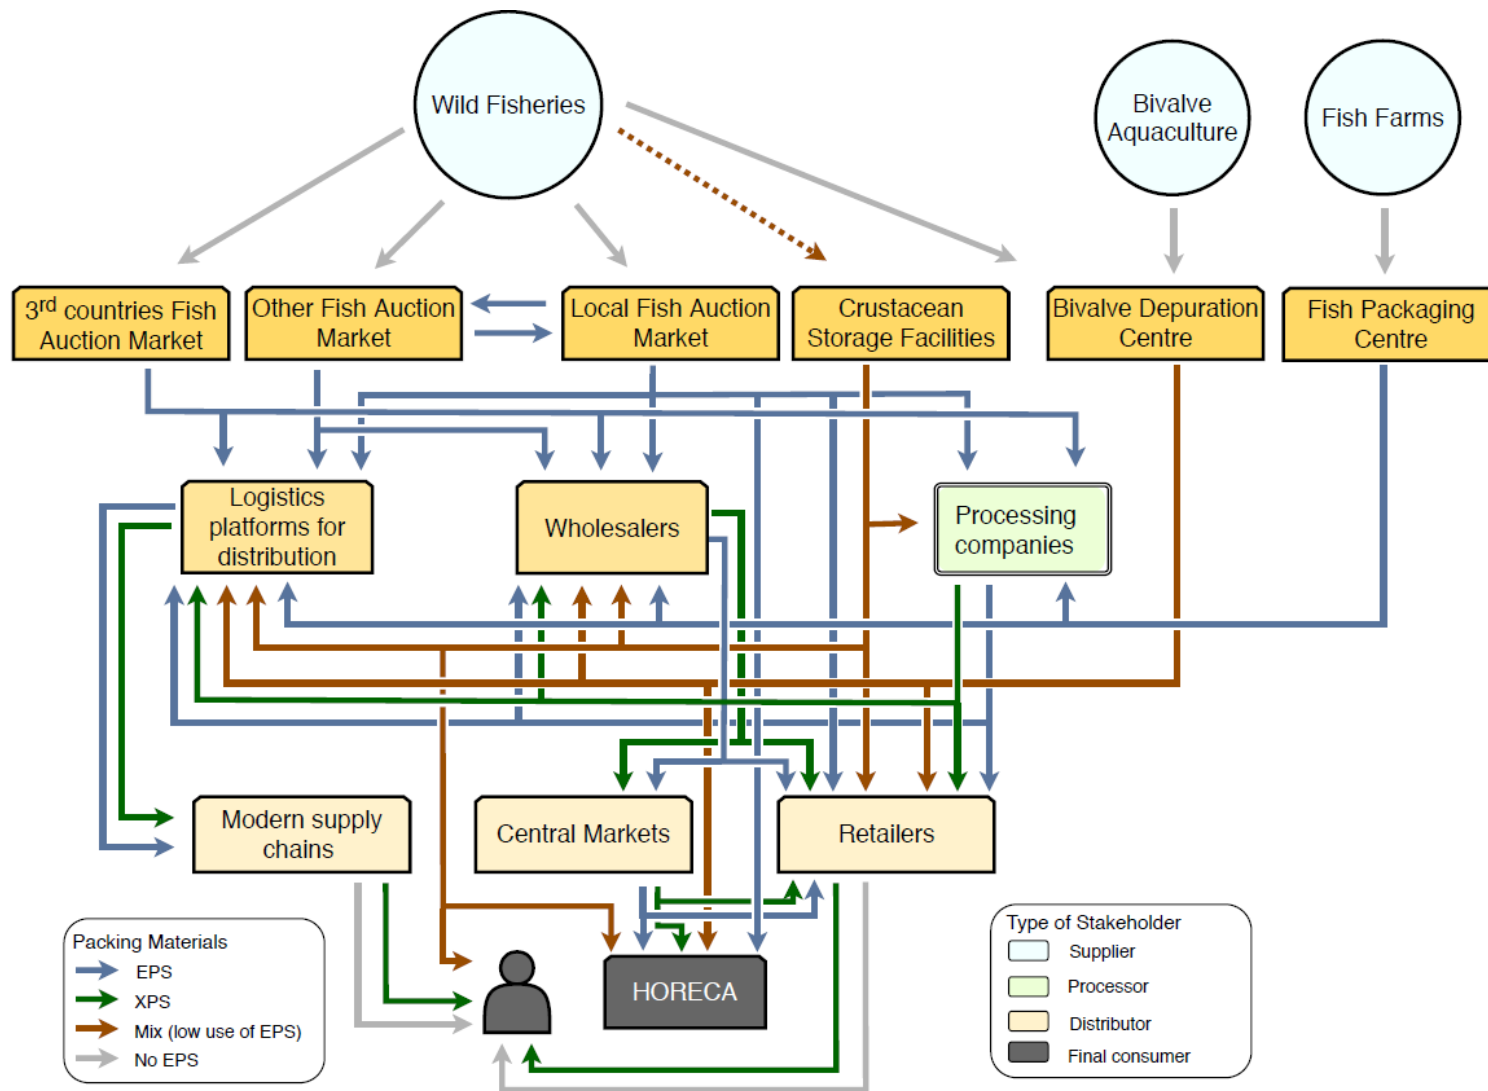 Wild Fisheries
Bivalve
Aquaculture
Fish Farms
3rd countries Fish
Auction Market
Other Fish Auction
Market
Local Fish Auction
Market
Crustacean
Storage Facilities
Bivalve Depuration
Centre
Fish Packaging
Centre
Logistics
platforms for
distribution
Wholesalers
Processing
companies
Modern supply
chains
Central Markets
Retailers
HORECA
Packing Materials
EPS
XPS
Mix (low use of EPS)
No EPS
Type of Stakeholder
Supplier
Processor
Distributor
Final consumer